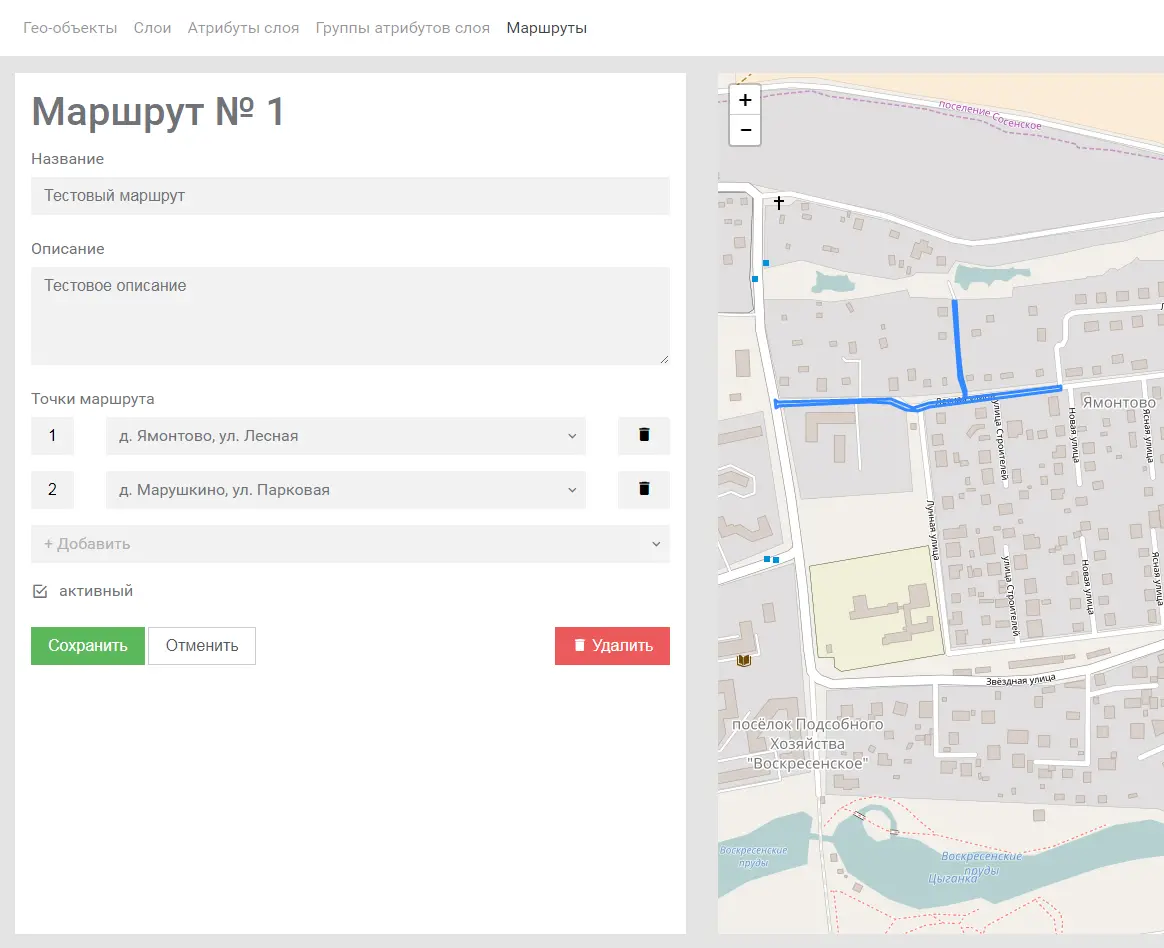 Гео-объекты Слои Атрибуты слоя Группы атрибутов слоя Маршруты
Маршрут № 1
Название
Тестовый маршрут
Описание
Тестовое описание
Точки маршрута
1 д. Ямонтово, ул. Лесная
2 д. Марушкино, ул. Парковая
+ Добавить
активный
Сохранить Отменить Удалить
+
−
поселение Сосенское
Ямонтово
улица Строителей
Новая улица
Ясная улица
Лунная улица
улица Строителей
Новая улица
Ясная улица
Звёздная улица
посёлок Подсобного
Хозяйства
"Воскресенское"
Воскресенские
пруды
Воскресенские
пруды
Цыганка